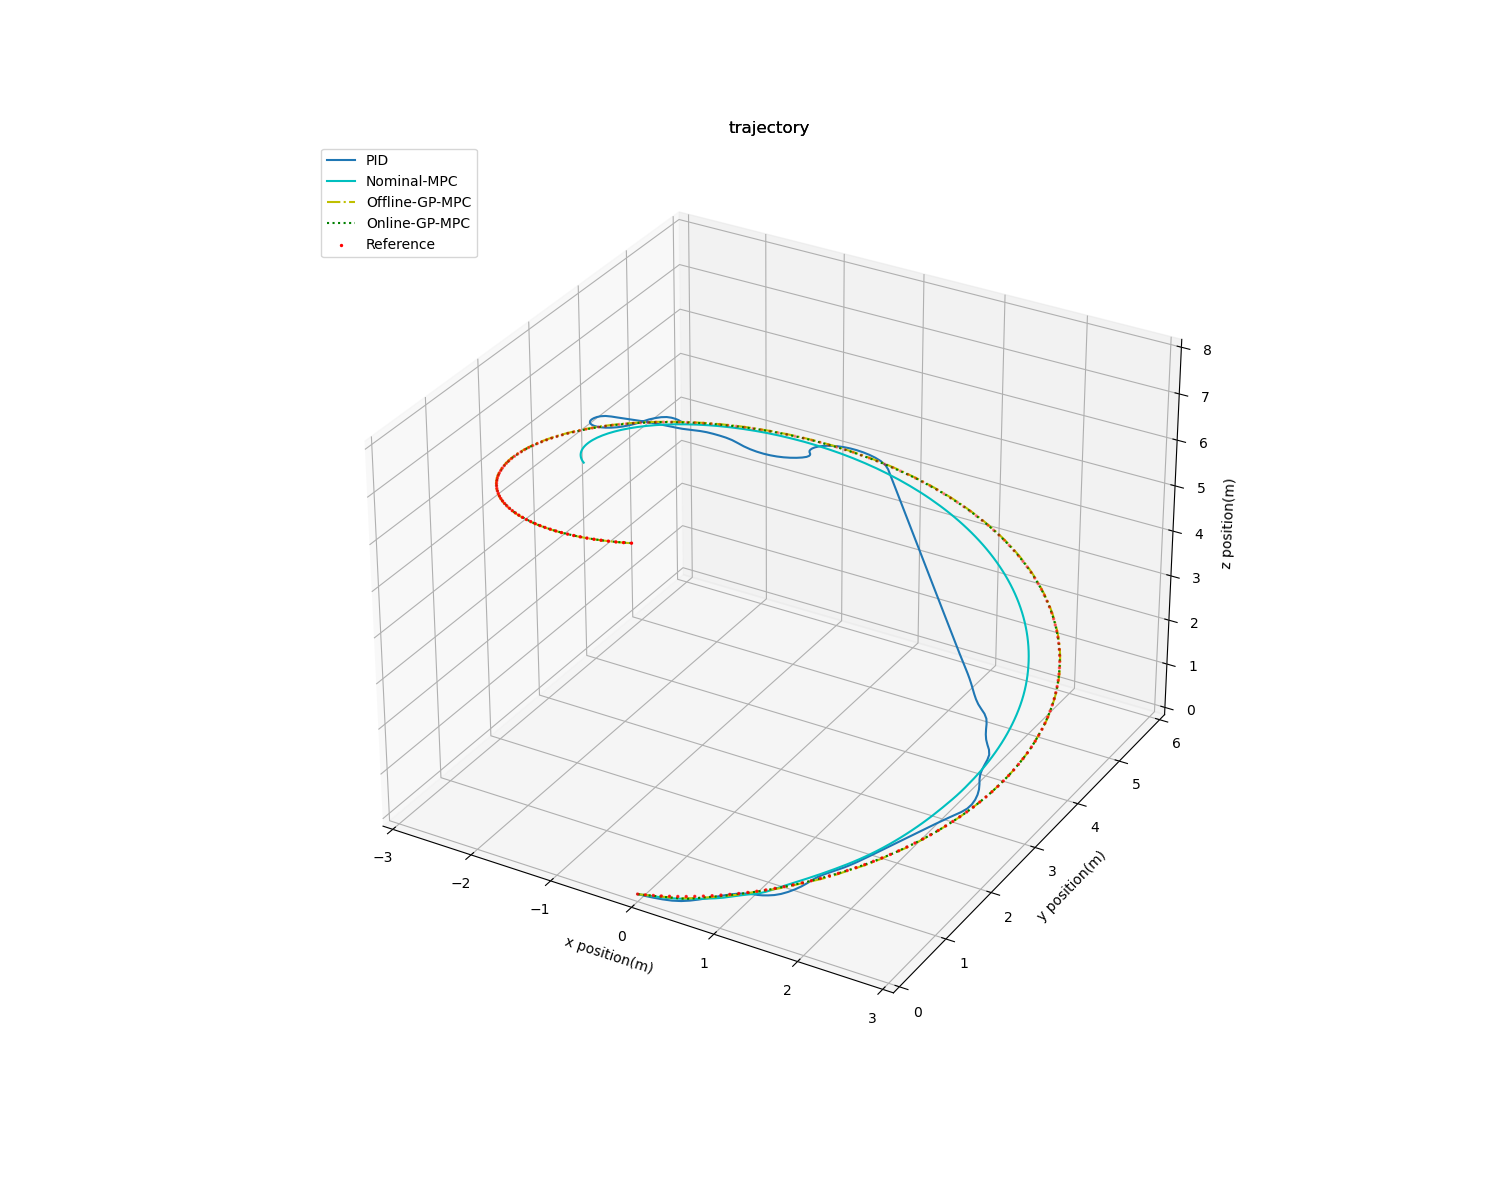 trajectory
PID
Nominal-MPC
Offline-GP-MPC
Online-GP-MPC
Reference
8
7
6
5
4
3
2
1
0
z position(m)
6
5
4
3
2
1
0
y position(m)
−3
−2
−1
0
1
2
3
x position(m)